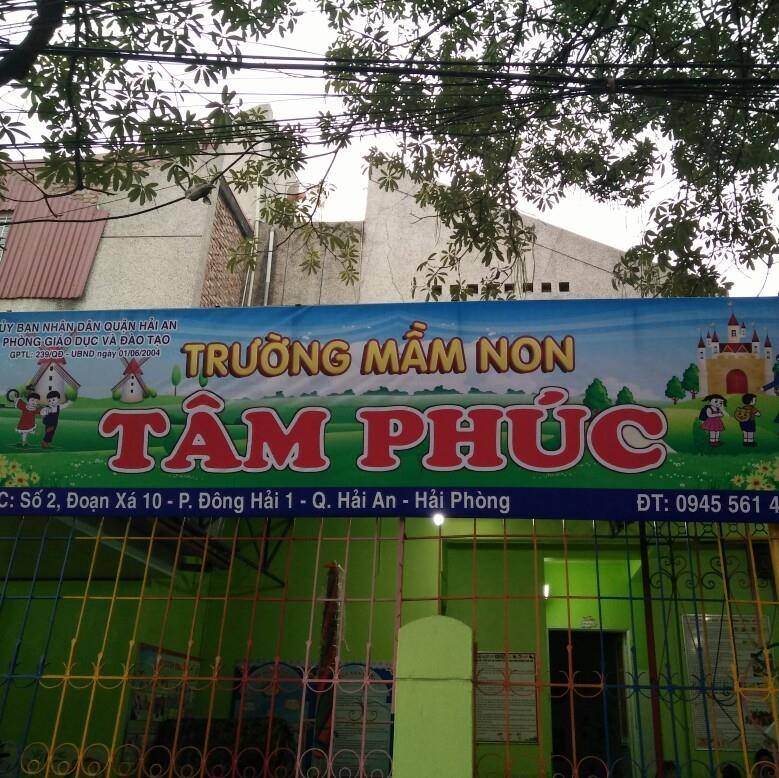 ỦY BAN NHÂN DÂN QUẬN HẢI AN
PHÒNG GIÁO DỤC VÀ ĐÀO TẠO
GPTL: 239/QĐ - UBND ngày 01/06/2004
TRƯỜNG MẦM NON
TÂM PHÚC
C: Số 2, Đoạn Xá 10 - P. Đông Hải 1 - Q. Hải An - Hải Phòng
ĐT: 0945 561 4